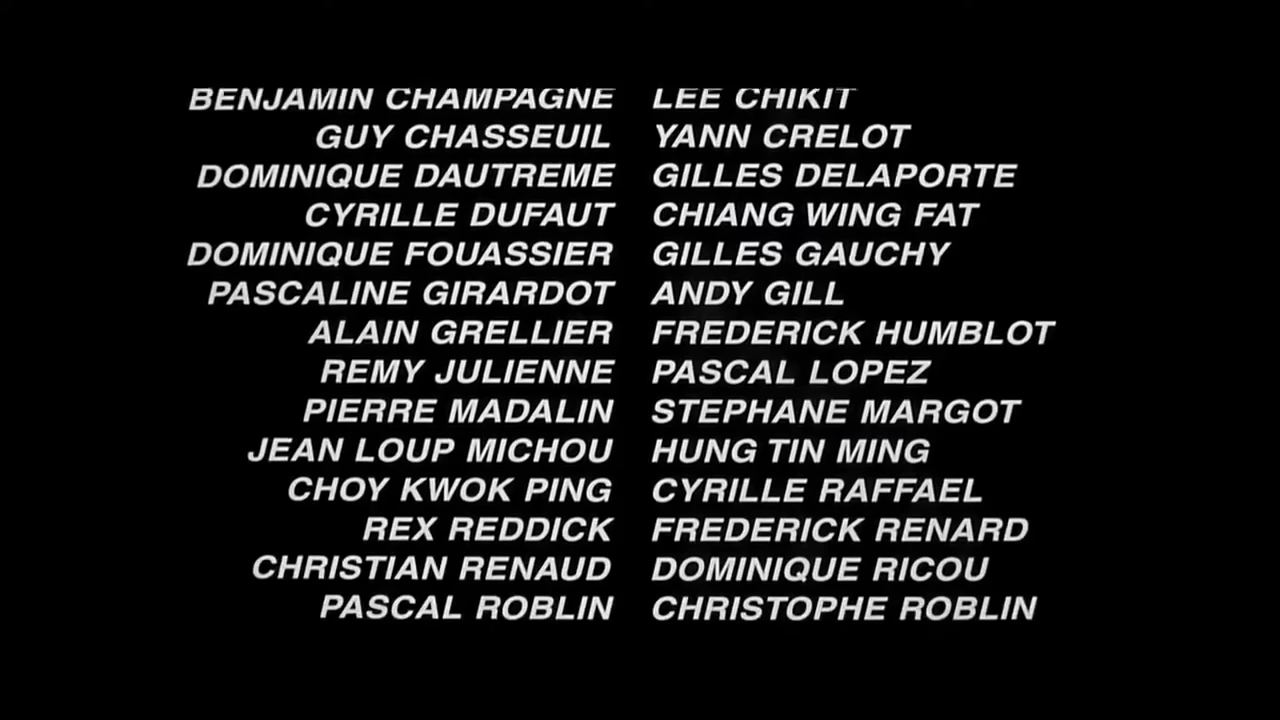 BENJAMIN CHAMPAGNE LEE CHIKIT
GUY CHASSEUIL YANN CRELOT
DOMINIQUE DAUTREME GILLES DELAPORTE
CYRILLE DUFAUT CHIANG WING FAT
DOMINIQUE FOUASSIER GILLES GAUCHY
PASCALINE GIRARDOT ANDY GILL
ALAIN GRELLIER FREDERICK HUMBLOT
REMY JULIENNE PASCAL LOPEZ
PIERRE MADALIN STEPHANE MARGOT
JEAN LOUP MICHOU HUNG TIN MING
CHOY KWOK PING CYRILLE RAFFAEL
REX REDDICK FREDERICK RENARD
CHRISTIAN RENAUD DOMINIQUE RICOU
PASCAL ROBLIN CHRISTOPHE ROBLIN